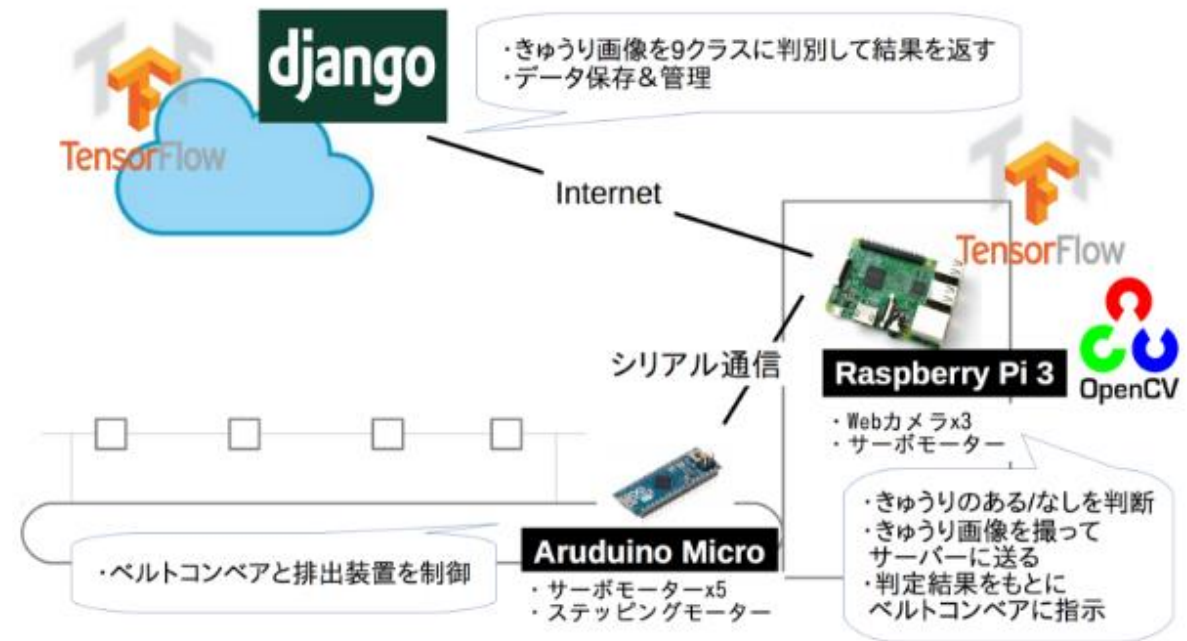 django
TensorFlow
・きゅうり画像を9クラスに判別して結果を返す
・データ保存＆管理
Internet
TensorFlow
シリアル通信
Raspberry Pi 3
OpenCV
・Webカメラx3
・サーボモーター
・きゅうりのある/なしを判断
・きゅうり画像を撮って
サーバーに送る
・判定結果をもとに
ベルトコンベアに指示
Aruduino Micro
・ベルトコンベアと排出装置を制御
・サーボモーターx5
・ステッピングモーター